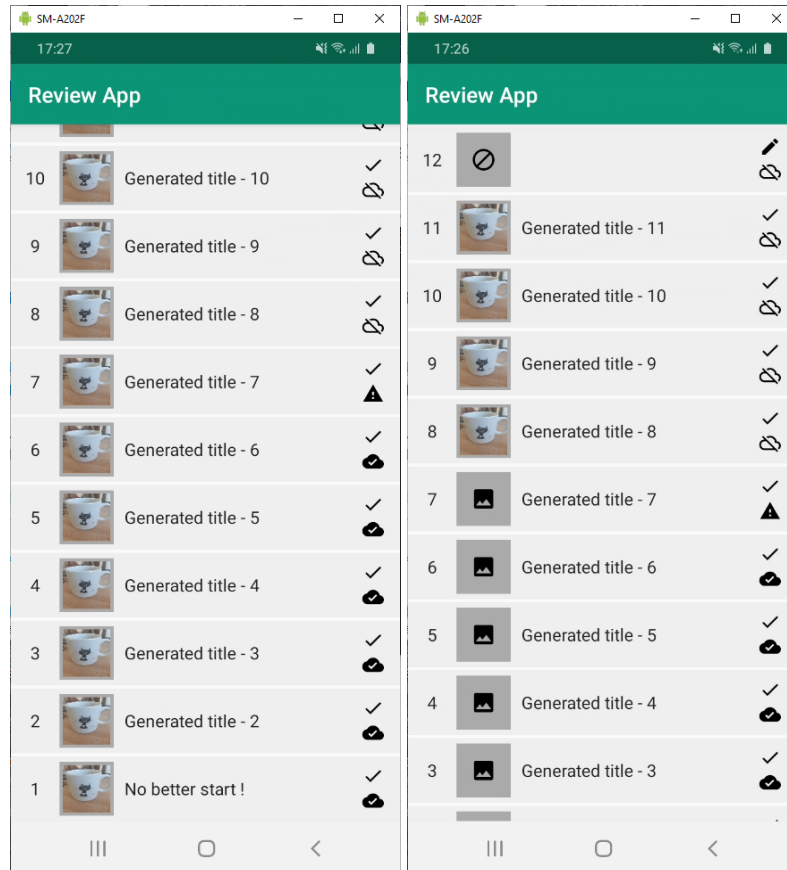 SM-A202F
17:27
Review App
10 Generated title - 10
9 Generated title - 9
8 Generated title - 8
7 Generated title - 7
6 Generated title - 6
5 Generated title - 5
4 Generated title - 4
3 Generated title - 3
2 Generated title - 2
1 No better start !
SM-A202F
17:26
Review App
12
11 Generated title - 11
10 Generated title - 10
9 Generated title - 9
8 Generated title - 8
7 Generated title - 7
6 Generated title - 6
5 Generated title - 5
4 Generated title - 4
3 Generated title - 3